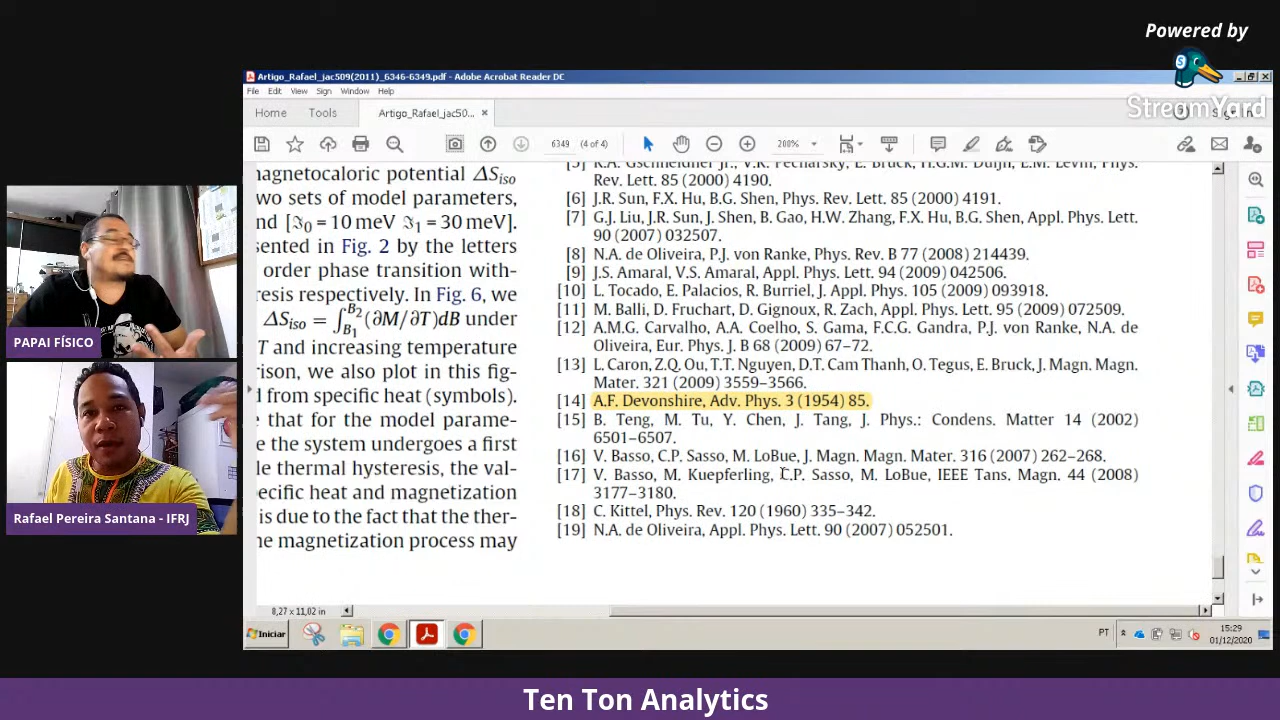 Powered by
StreamYard
Artigo_Rafael_jac509(2011)_6346-6349.pdf - Adobe Acrobat Reader DC
File Edit View Sign Window Help
Home Tools Artigo_Rafael_jac50... ×
6349 (4 of 4) 200%
nagnetocaloric potential ΔSiso
wo sets of model parameters,
nd [ℑ0 = 10 meV ℑ1 = 30 meV].
sented in Fig. 2 by the letters
order phase transition with-
resis respectively. In Fig. 6, we
ΔSiso = ∫B1B2(∂M/∂T)dB under
T and increasing temperature
rison, we also plot in this fig-
l from specific heat (symbols).
e that for the model parame-
e the system undergoes a first
le thermal hysteresis, the val-
ecific heat and magnetization
is due to the fact that the ther-
ne magnetization process may
[5] K.A. Gschneidner Jr., V.K. Pecharsky, E. Bruck, H.G.M. Duijn, E.M. Levin, Phys.
Rev. Lett. 85 (2000) 4190.
[6] J.R. Sun, F.X. Hu, B.G. Shen, Phys. Rev. Lett. 85 (2000) 4191.
[7] G.J. Liu, J.R. Sun, J. Shen, B. Gao, H.W. Zhang, F.X. Hu, B.G. Shen, Appl. Phys. Lett.
90 (2007) 032507.
[8] N.A. de Oliveira, P.J. von Ranke, Phys. Rev. B 77 (2008) 214439.
[9] J.S. Amaral, V.S. Amaral, Appl. Phys. Lett. 94 (2009) 042506.
[10] L. Tocado, E. Palacios, R. Burriel, J. Appl. Phys. 105 (2009) 093918.
[11] M. Balli, D. Fruchart, D. Gignoux, R. Zach, Appl. Phys. Lett. 95 (2009) 072509.
[12] A.M.G. Carvalho, A.A. Coelho, S. Gama, F.C.G. Gandra, P.J. von Ranke, N.A. de
Oliveira, Eur. Phys. J. B 68 (2009) 67–72.
[13] L. Caron, Z.Q. Ou, T.T. Nguyen, D.T. Cam Thanh, O. Tegus, E. Bruck, J. Magn. Magn.
Mater. 321 (2009) 3559–3566.
[14] A.F. Devonshire, Adv. Phys. 3 (1954) 85.
[15] B. Teng, M. Tu, Y. Chen, J. Tang, J. Phys.: Condens. Matter 14 (2002)
6501–6507.
[16] V. Basso, C.P. Sasso, M. LoBue, J. Magn. Magn. Mater. 316 (2007) 262–268.
[17] V. Basso, M. Kuepferling, C.P. Sasso, M. LoBue, IEEE Tans. Magn. 44 (2008)
3177–3180.
[18] C. Kittel, Phys. Rev. 120 (1960) 335–342.
[19] N.A. de Oliveira, Appl. Phys. Lett. 90 (2007) 052501.
8,27 x 11,02 in
Iniciar
PT
15:29
01/12/2020
PAPAI FÍSICO
Rafael Pereira Santana - IFRJ
Ten Ton Analytics